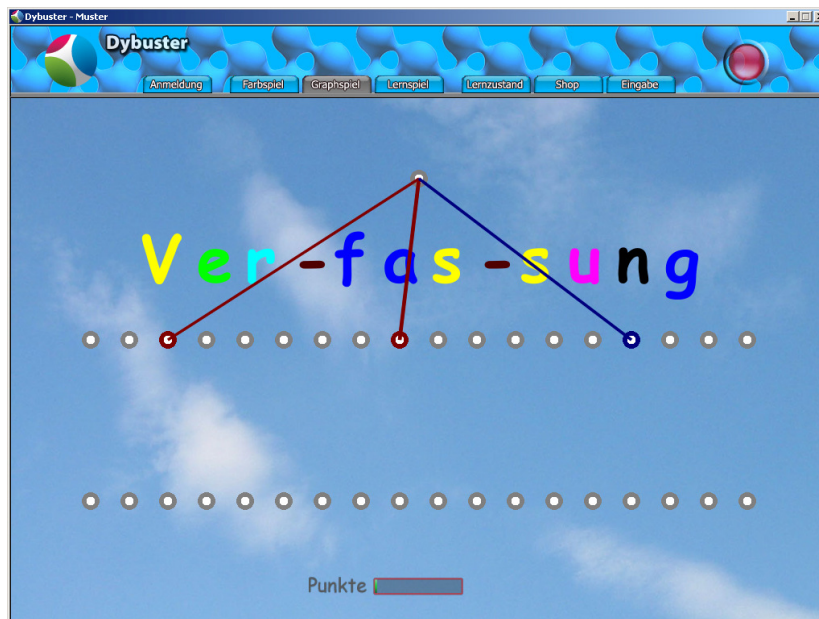 Dybuster - Muster
Dybuster
Anmeldung Farbspiel Graphspiel Lernspiel Lernzustand Shop Eingabe
Ver-fas-sung
Punkte